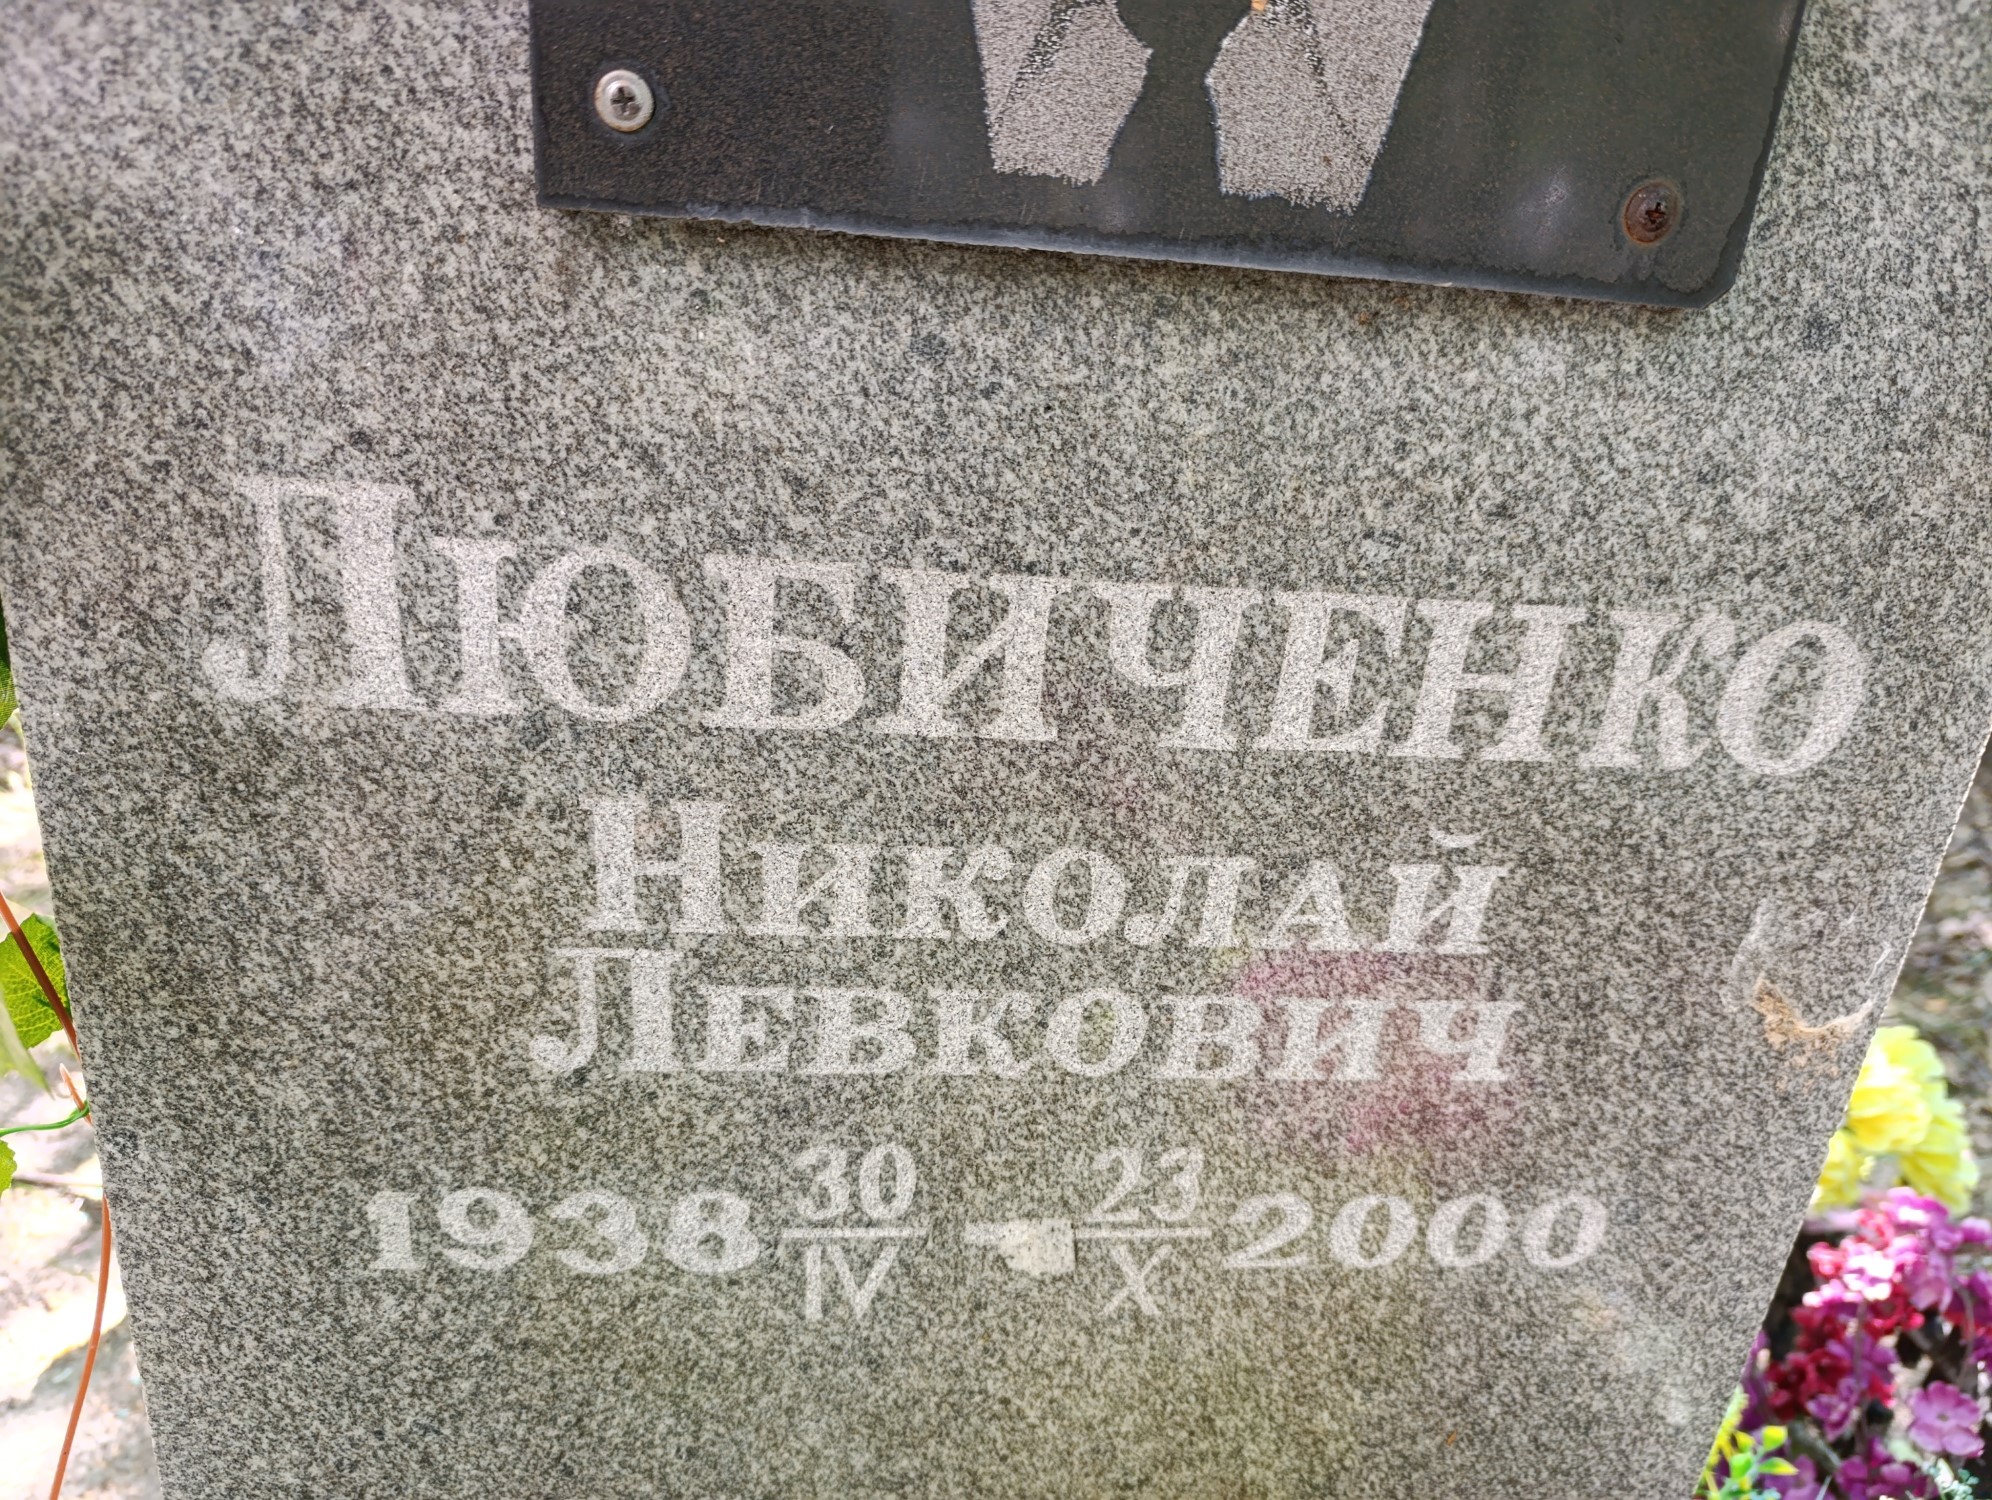 Любиченко
Николай
Левкович
1938 30/IV – 23/X 2000